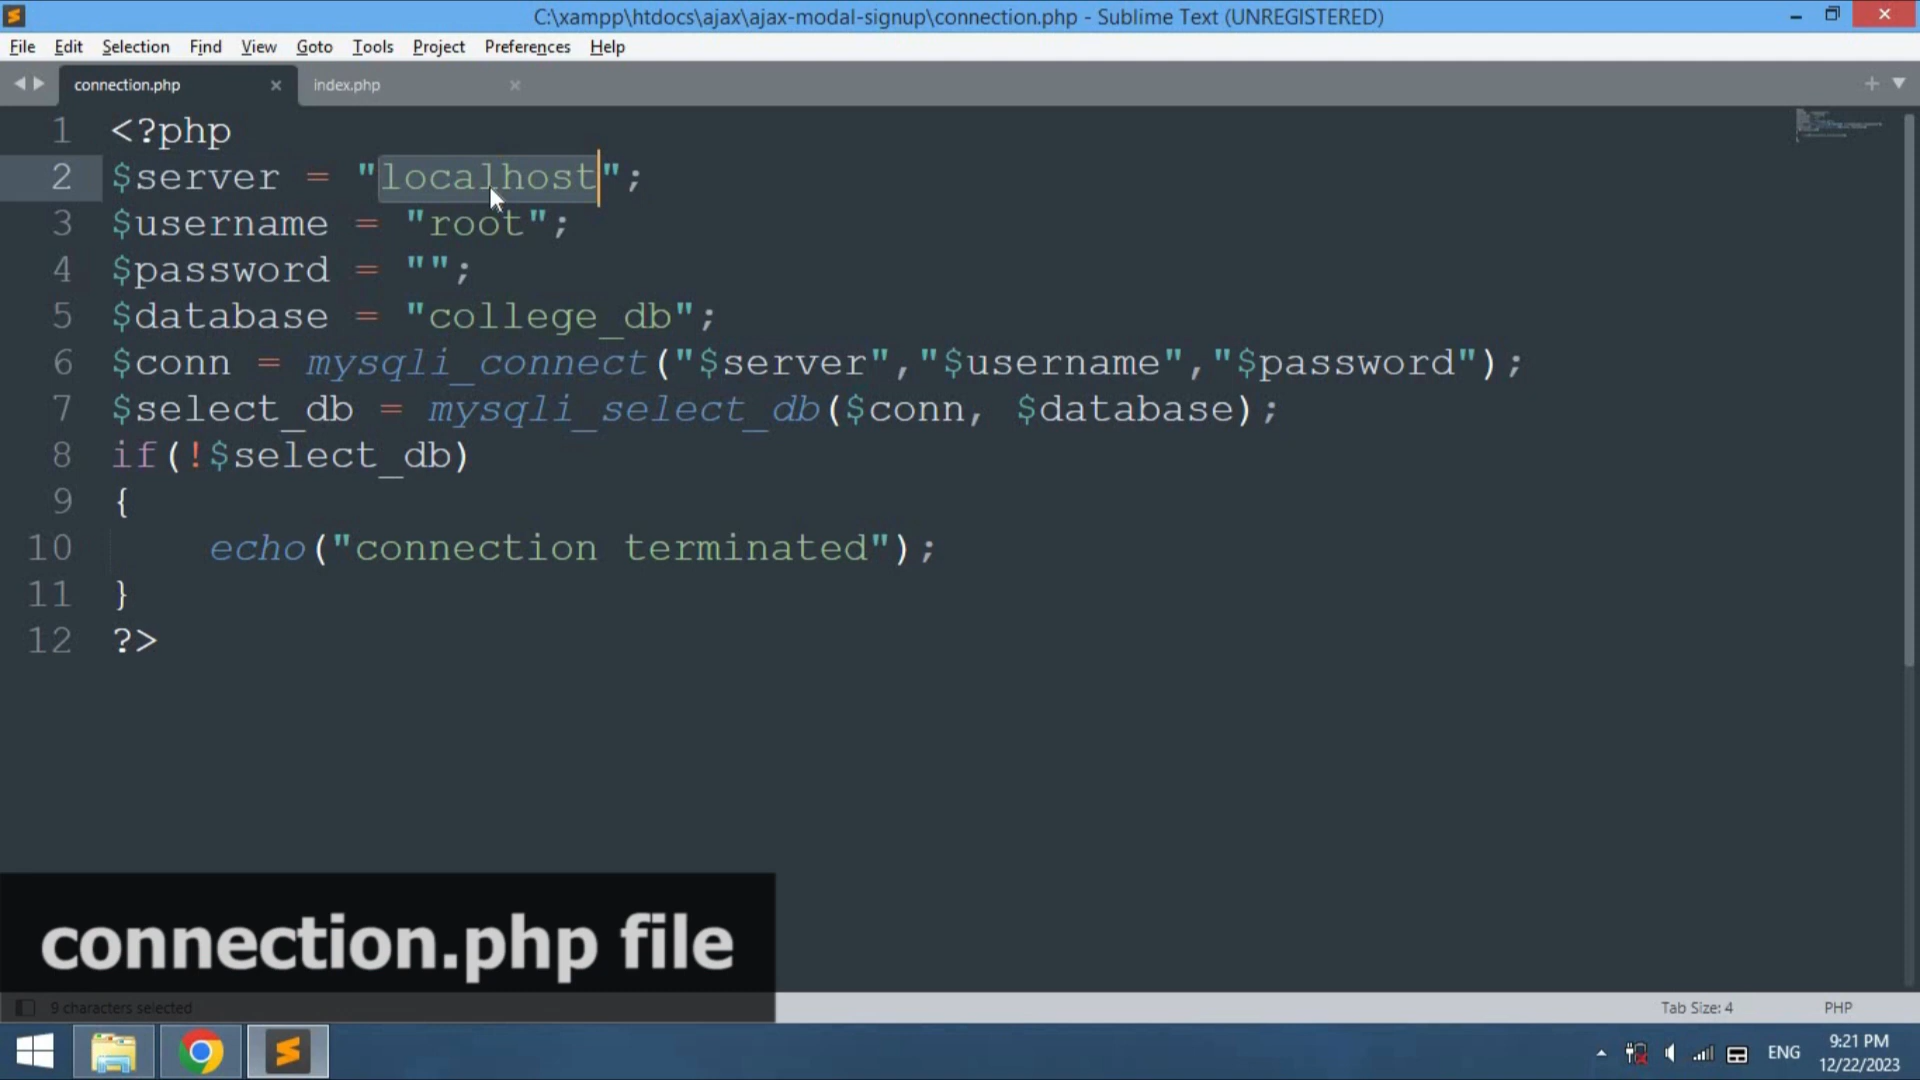 C:\xampp\htdocs\ajax\ajax-modal-signup\connection.php - Sublime Text (UNREGISTERED)
File Edit Selection Find View Goto Tools Project Preferences Help
connection.php × index.php ×
1 <?php
2 $server = "localhost";
3 $username = "root";
4 $password = "";
5 $database = "college_db";
6 $conn = mysqli_connect("$server","$username","$password");
7 $select_db = mysqli_select_db($conn, $database);
8 if(!$select_db)
9 {
10 echo("connection terminated");
11 }
12 ?>
connection.php file
9 characters selected
Tab Size: 4 PHP
ENG
9:21 PM
12/22/2023